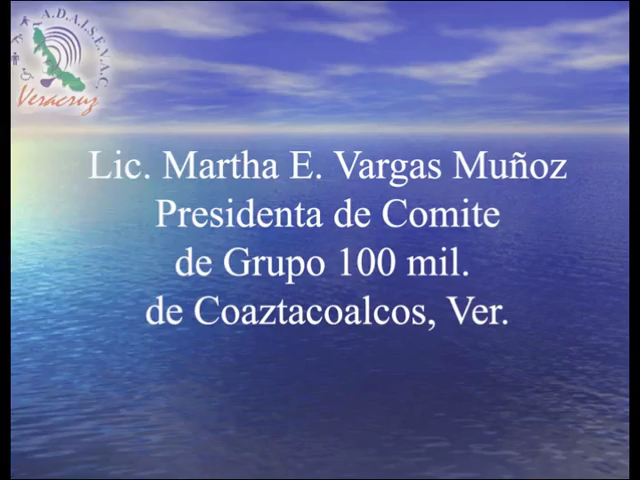 A.D.A.I.S.E.V.A.C.
Veracruz
Lic. Martha E. Vargas Muñoz
Presidenta de Comite
de Grupo 100 mil.
de Coaztacoalcos, Ver.